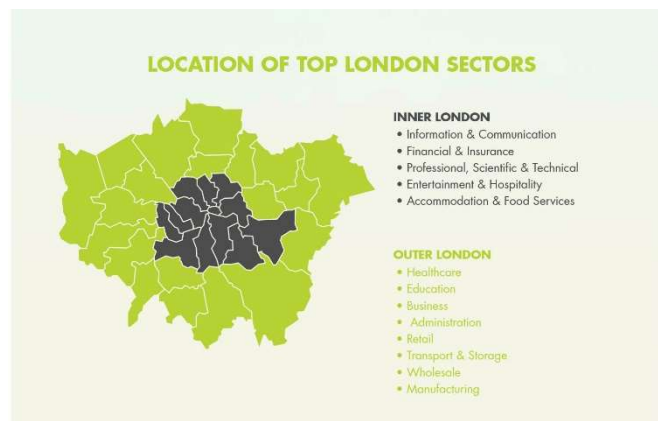 LOCATION OF TOP LONDON SECTORS
INNER LONDON
• Information & Communication
• Financial & Insurance
• Professional, Scientific & Technical
• Entertainment & Hospitality
• Accommodation & Food Services
OUTER LONDON
• Healthcare
• Education
• Business
• Administration
• Retail
• Transport & Storage
• Wholesale
• Manufacturing